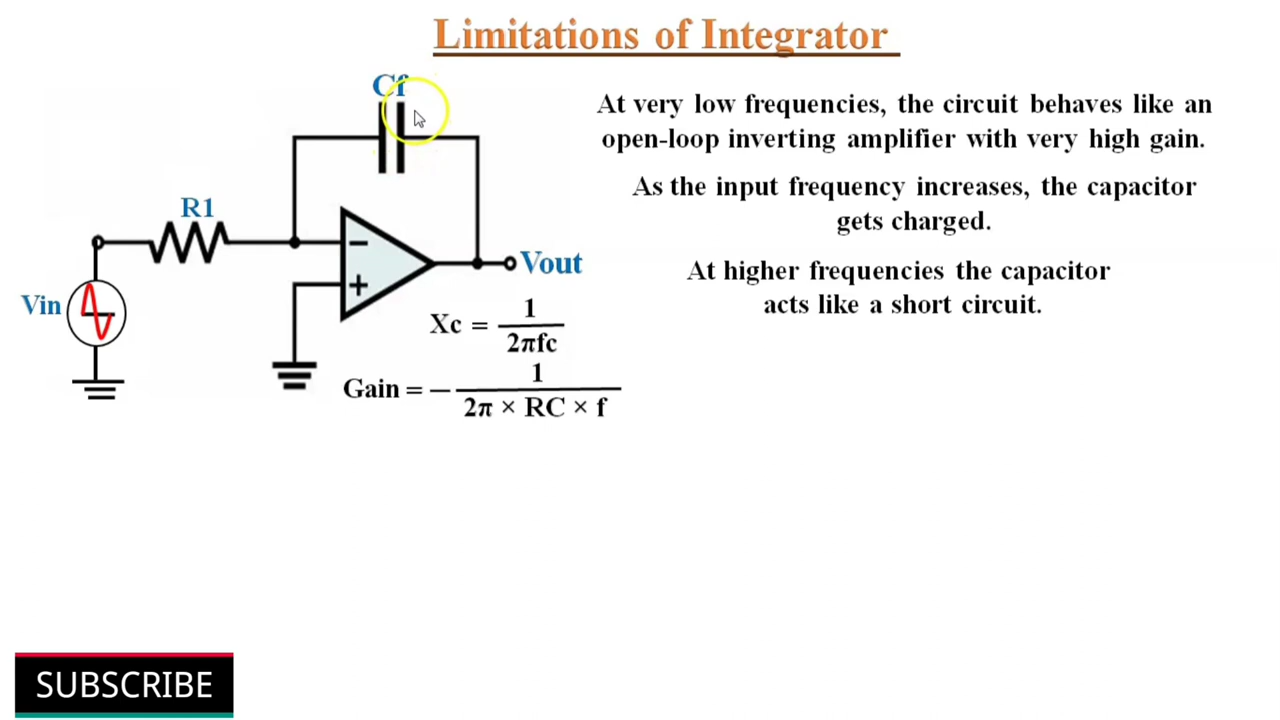 Limitations of Integrator
Cf
At very low frequencies, the circuit behaves like an
open-loop inverting amplifier with very high gain.
As the input frequency increases, the capacitor
gets charged.
R1
At higher frequencies the capacitor
acts like a short circuit.
−
+
Vout
Vin
Xc = 1
2πfc
Gain = − 1
2π × RC × f
SUBSCRIBE